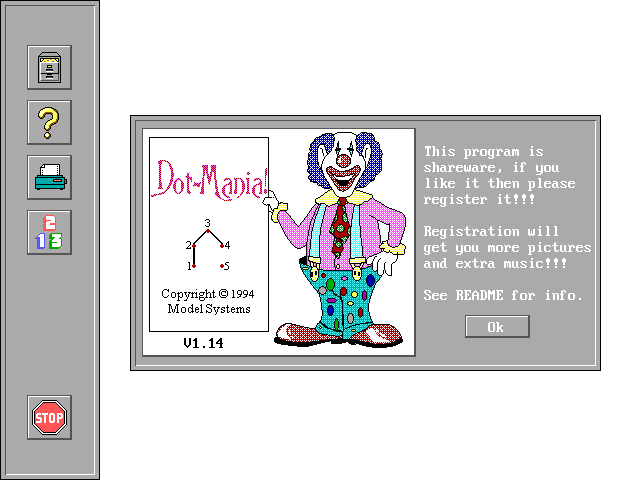 ?
2
13
STOP
Dot-Mania!
3
2 4
1 5
Copyright © 1994
Model Systems
V1.14
This program is
shareware, if you
like it then please
register it!!!
Registration will
get you more pictures
and extra music!!!
See README for info.
Ok